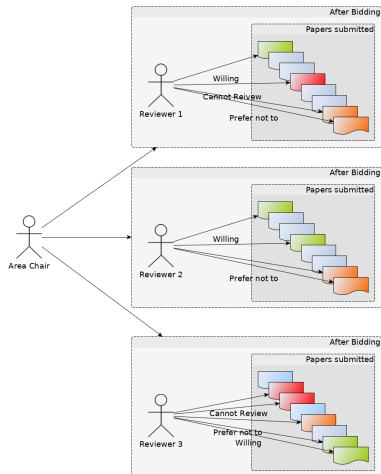 After Bidding
Papers submitted
Willing
Cannot Reivew
Reviewer 1
Prefer not to
After Bidding
Papers submitted
Willing
Area Chair
Reviewer 2
Prefer not to
After Bidding
Papers submitted
Cannot Review
Prefer not to
Reviewer 3
Willing